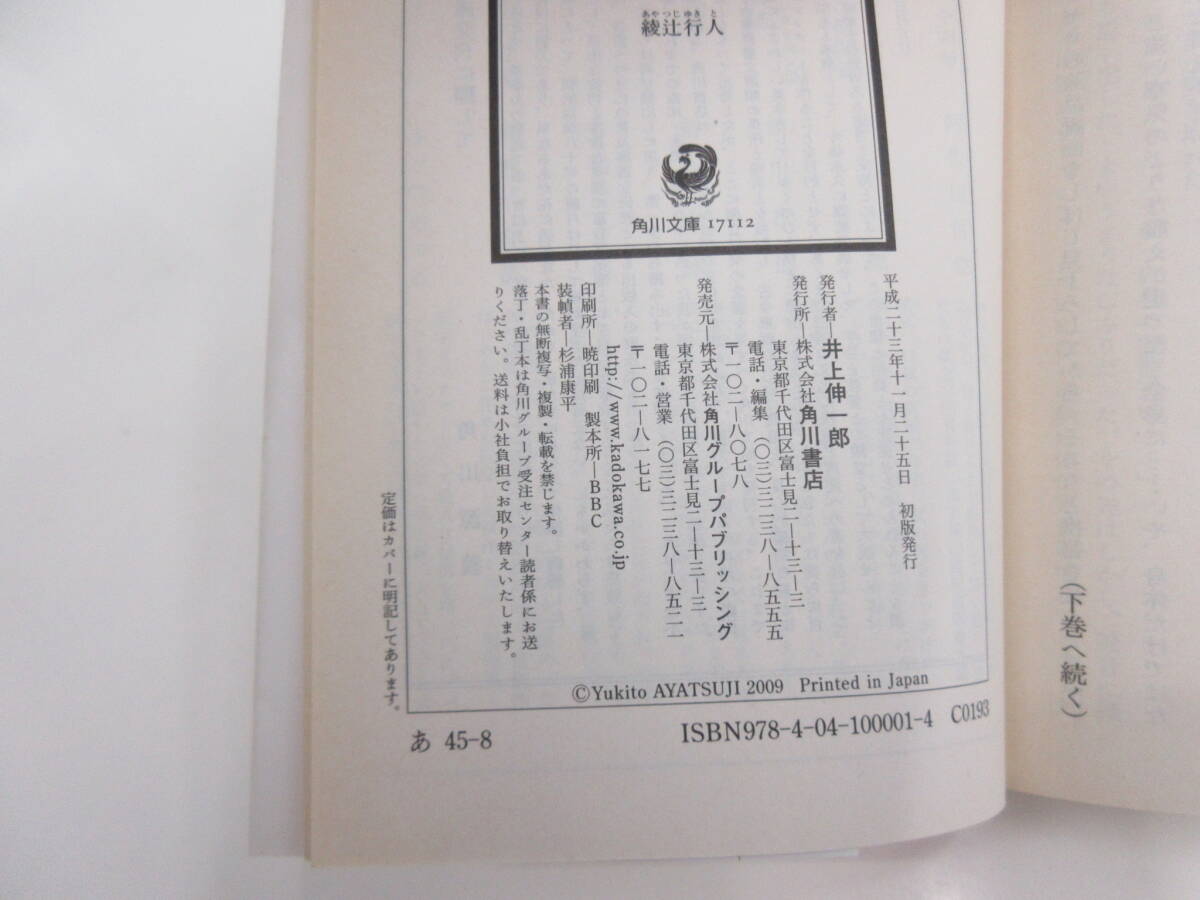 あやつじゆきと
綾辻行人
角川文庫 17112
平成二十三年十一月二十五日 初版発行
発行者―井上伸一郎
発行所―株式会社角川書店
東京都千代田区富士見二―十三―三
電話・編集 (〇三)三二三八―八五五五
〒一〇二―八〇七八
発売元―株式会社角川グループパブリッシング
東京都千代田区富士見二―十三―三
電話・営業 (〇三)三二三八―八五二一
〒一〇二―八一七七
http://www.kadokawa.co.jp
印刷所―暁印刷 製本所―BBC
装幀者―杉浦康平
本書の無断複写・複製・転載を禁じます。
落丁・乱丁本は角川グループ受注センター読者係にお送
りください。送料は小社負担でお取り替えいたします。
定価はカバーに明記してあります。
©Yukito AYATSUJI 2009 Printed in Japan
あ 45-8
ISBN978-4-04-100001-4 C0193
(下巻へ続く)